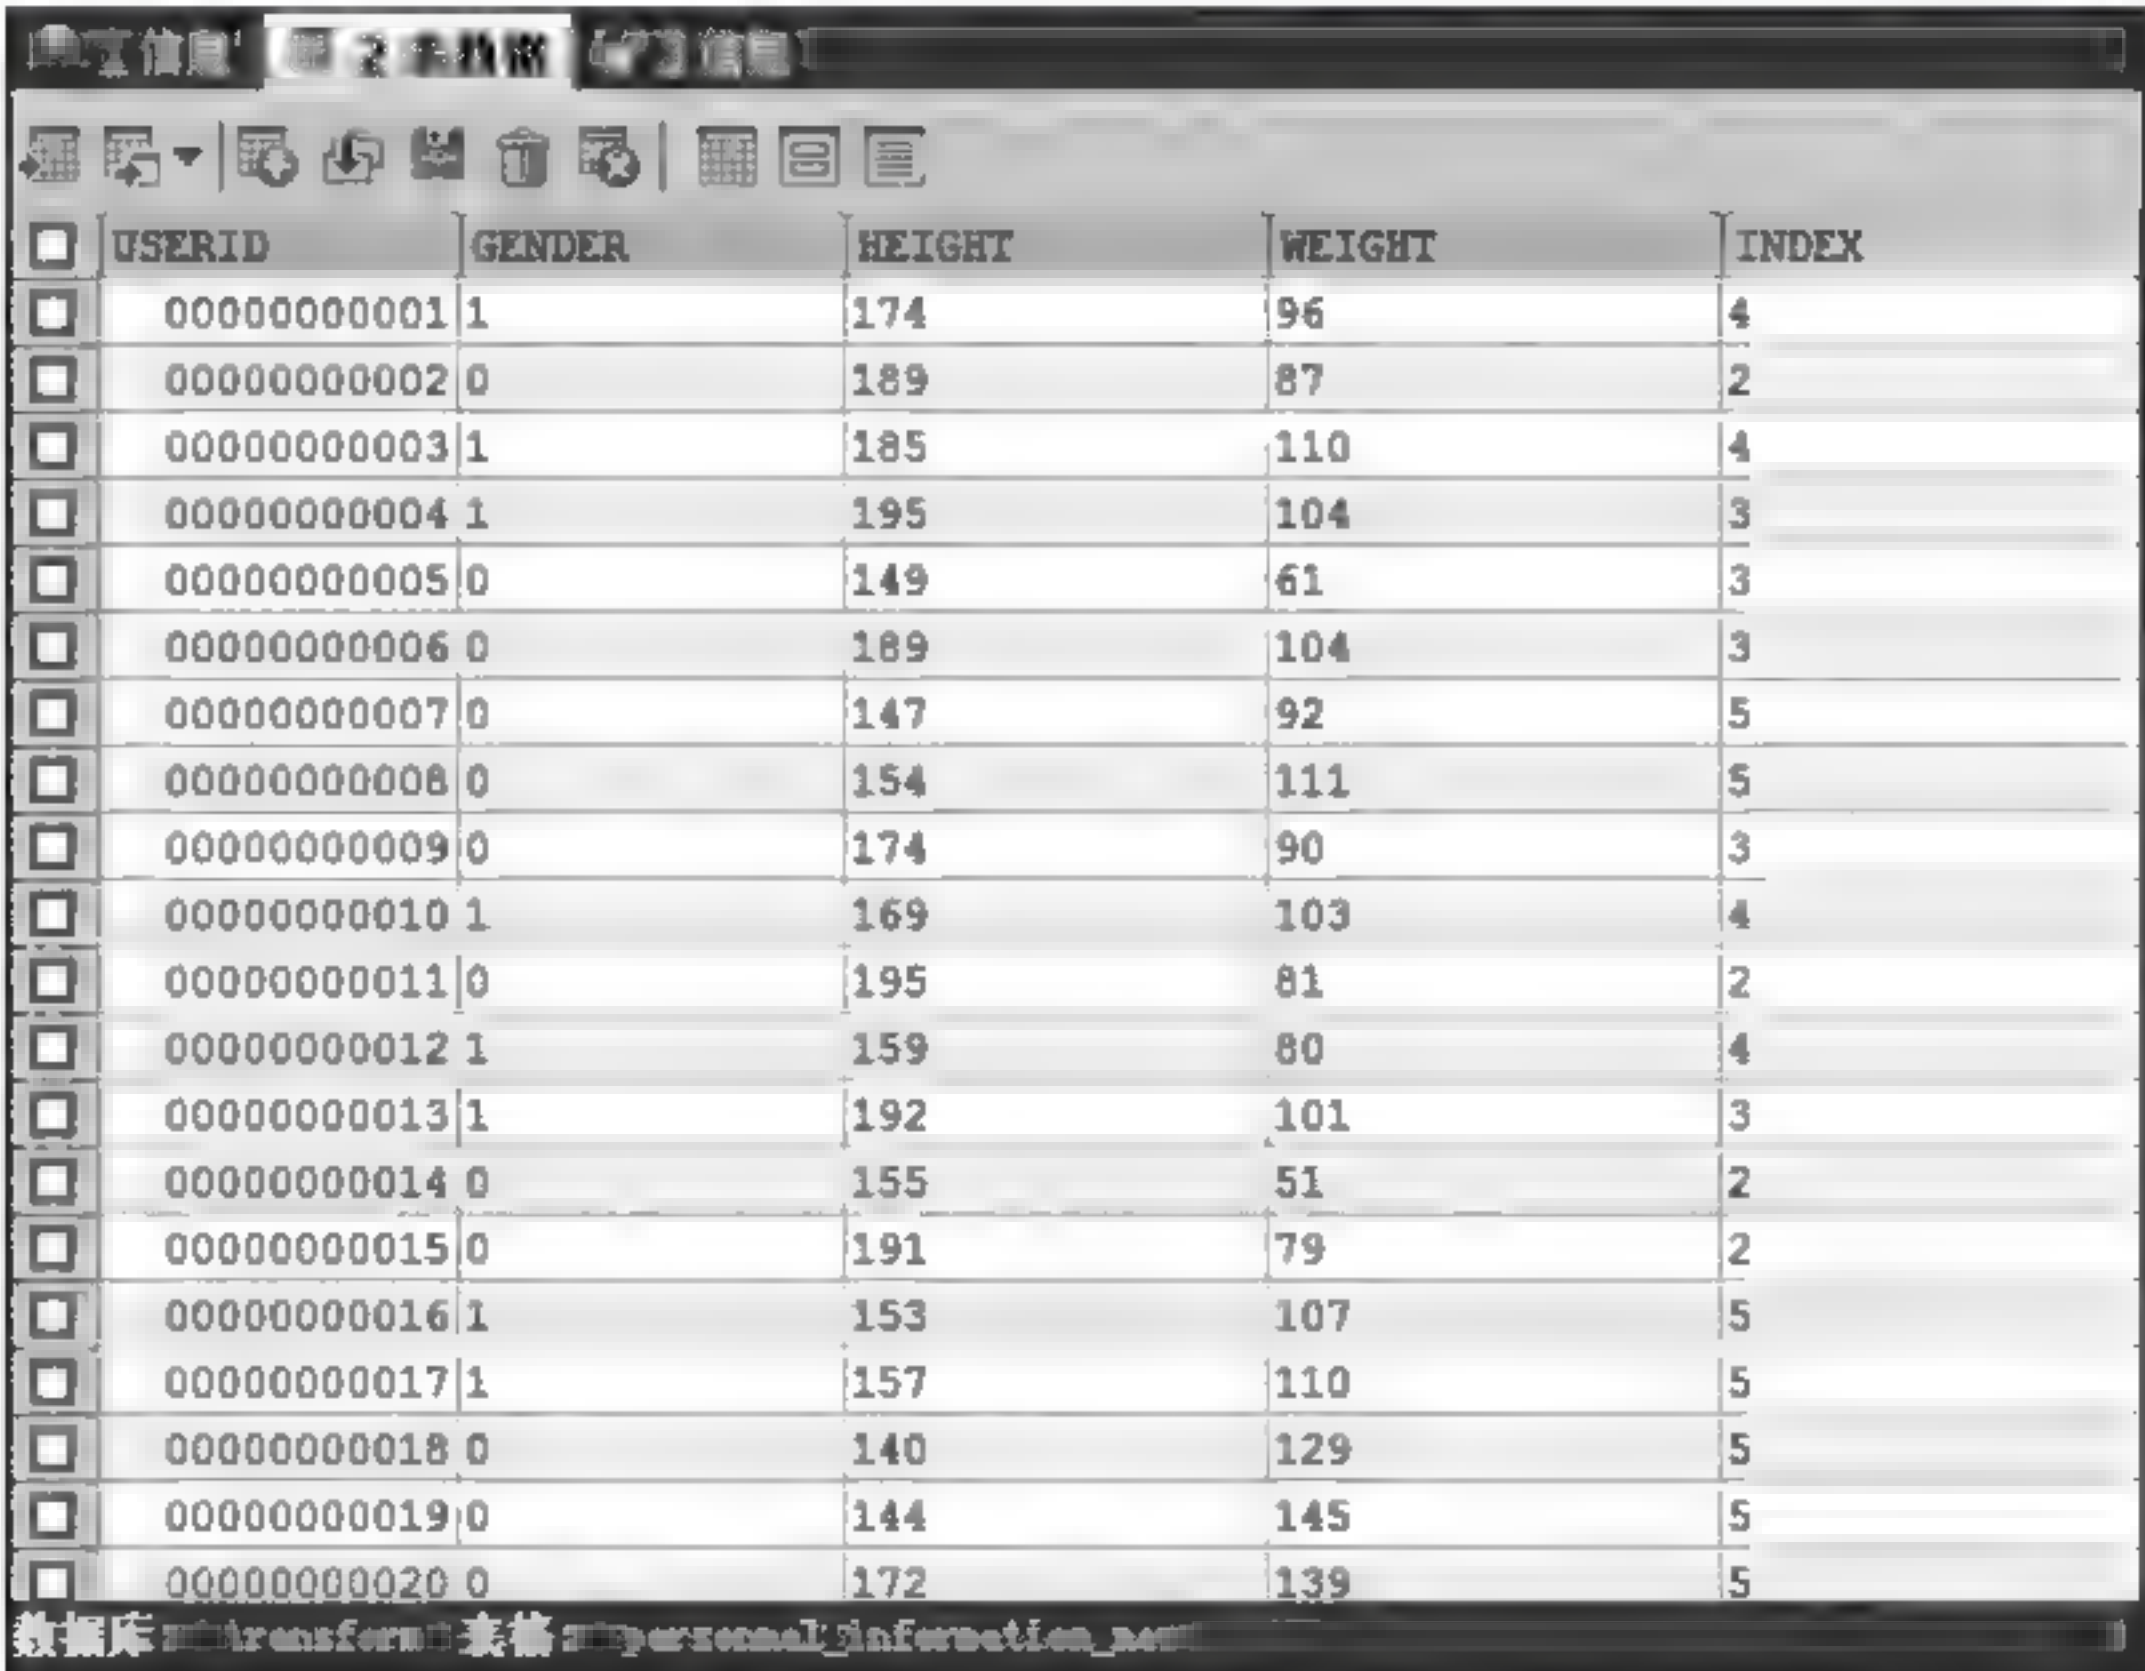 信息
信息
USERID GENDER HEIGHT WEIGHT INDEX
00000000001 1 174 96 4
00000000002 0 189 87 2
00000000003 1 185 110 4
00000000004 1 195 104 3
00000000005 0 149 61 3
00000000006 0 189 104 3
00000000007 0 147 92 5
00000000008 0 154 111 5
00000000009 0 174 90 3
00000000010 1 169 103 4
00000000011 0 195 81 2
00000000012 1 159 80 4
00000000013 1 192 101 3
00000000014 0 155 51 2
00000000015 0 191 79 2
00000000016 1 153 107 5
00000000017 1 157 110 5
00000000018 0 140 129 5
00000000019 0 144 145 5
00000000020 0 172 139 5
数据库 transform 表格